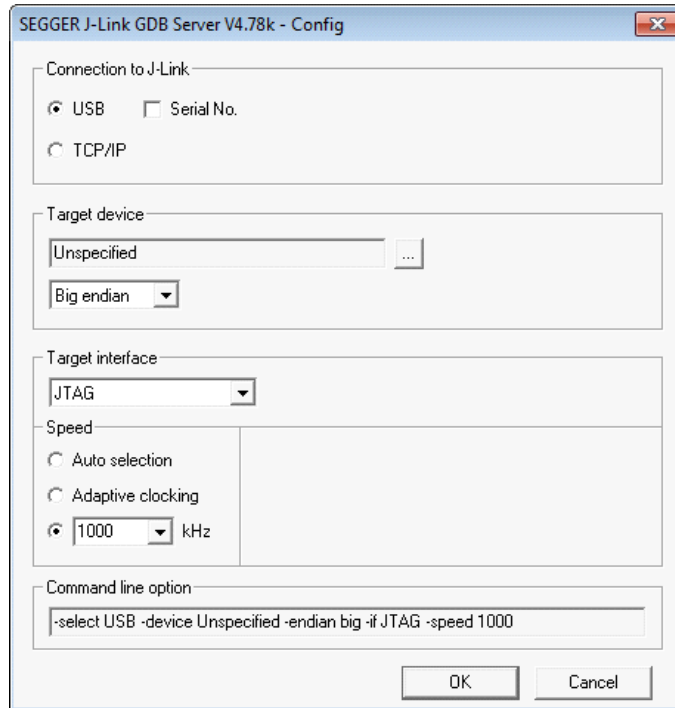 SEGGER J-Link GDB Server V4.78k - Config
Connection to J-Link
USB Serial No.
TCP/IP
Target device
Unspecified ...
Big endian
Target interface
JTAG
Speed
Auto selection
Adaptive clocking
1000 kHz
Command line option
-select USB -device Unspecified -endian big -if JTAG -speed 1000
OK Cancel